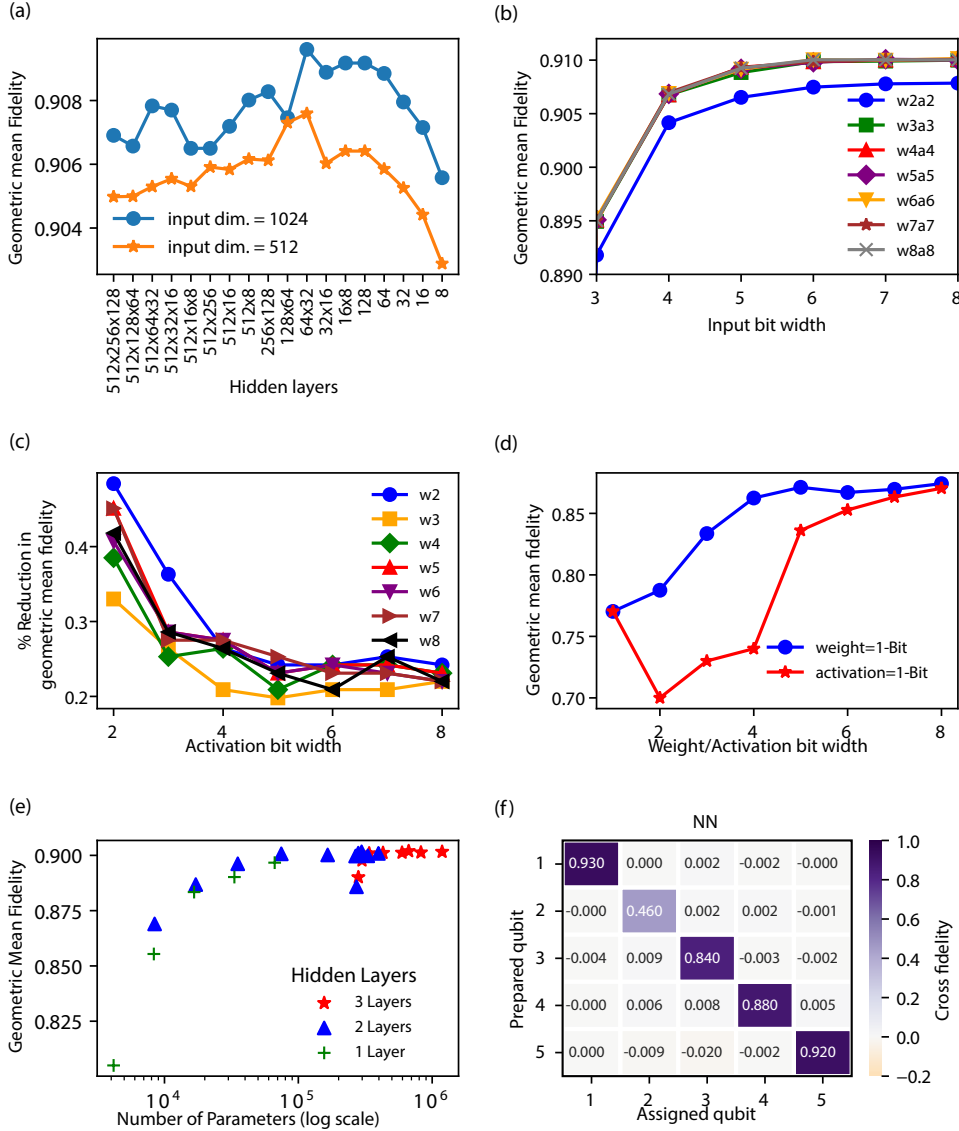 (a)
Geometric mean Fidelity
0.908
0.906
0.904
input dim. = 1024
input dim. = 512
512x256x128
512x128x64
512x64x32
512x32x16
512x16x8
512x256
512x16
512x8
256x128
128x64
64x32
32x16
16x8
128
64
32
16
8
Hidden layers
(b)
Geometric mean Fidelity
0.910
0.905
0.900
0.895
0.890
w2a2
w3a3
w4a4
w5a5
w6a6
w7a7
w8a8
3 4 5 6 7 8
Input bit width
(c)
% Reduction in
geometric mean fidelity
0.4
0.3
0.2
w2
w3
w4
w5
w6
w7
w8
2 4 6 8
Activation bit width
(d)
Geometric mean fidelity
0.85
0.80
0.75
0.70
weight=1-Bit
activation=1-Bit
2 4 6 8
Weight/Activation bit width
(e)
Geometric Mean Fidelity
0.900
0.875
0.850
0.825
Hidden Layers
3 Layers
2 Layers
1 Layer
10^4 10^5 10^6
Number of Parameters (log scale)
(f)
NN
Prepared qubit
1 0.930 0.000 0.002 -0.002 -0.000
2 -0.000 0.460 0.002 0.002 -0.001
3 -0.004 0.009 0.840 -0.003 -0.002
4 -0.000 0.006 0.008 0.880 0.005
5 0.000 -0.009 -0.020 -0.002 0.920
1 2 3 4 5
Assigned qubit
1.0
0.8
0.6
0.4
0.2
0.0
−0.2
Cross fidelity